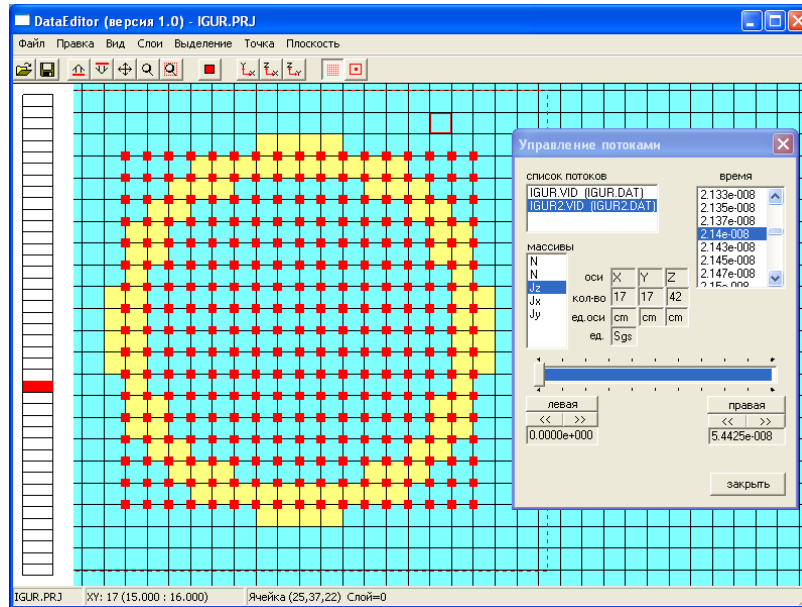 DataEditor (версия 1.0) - IGUR.PRJ
Файл Правка Вид Слои Выделение Точка Плоскость
Y X Z X Z Y
Управление потоками
список потоков
IGUR.VID (IGUR.DAT)
IGUR2.VID (IGUR2.DAT)
время
2.133e-008
2.135e-008
2.137e-008
2.14e-008
2.143e-008
2.145e-008
2.147e-008
2.15e-008
массивы
N
N
Jz
Jx
Jy
оси X Y Z
кол-во 17 17 42
ед.оси cm cm cm
ед. Sgs
левая
<< >>
0.0000e+000
правая
<< >>
5.4425e-008
закрыть
IGUR.PRJ XY: 17 (15.000 : 16.000) Ячейка (25,37,22) Слой=0